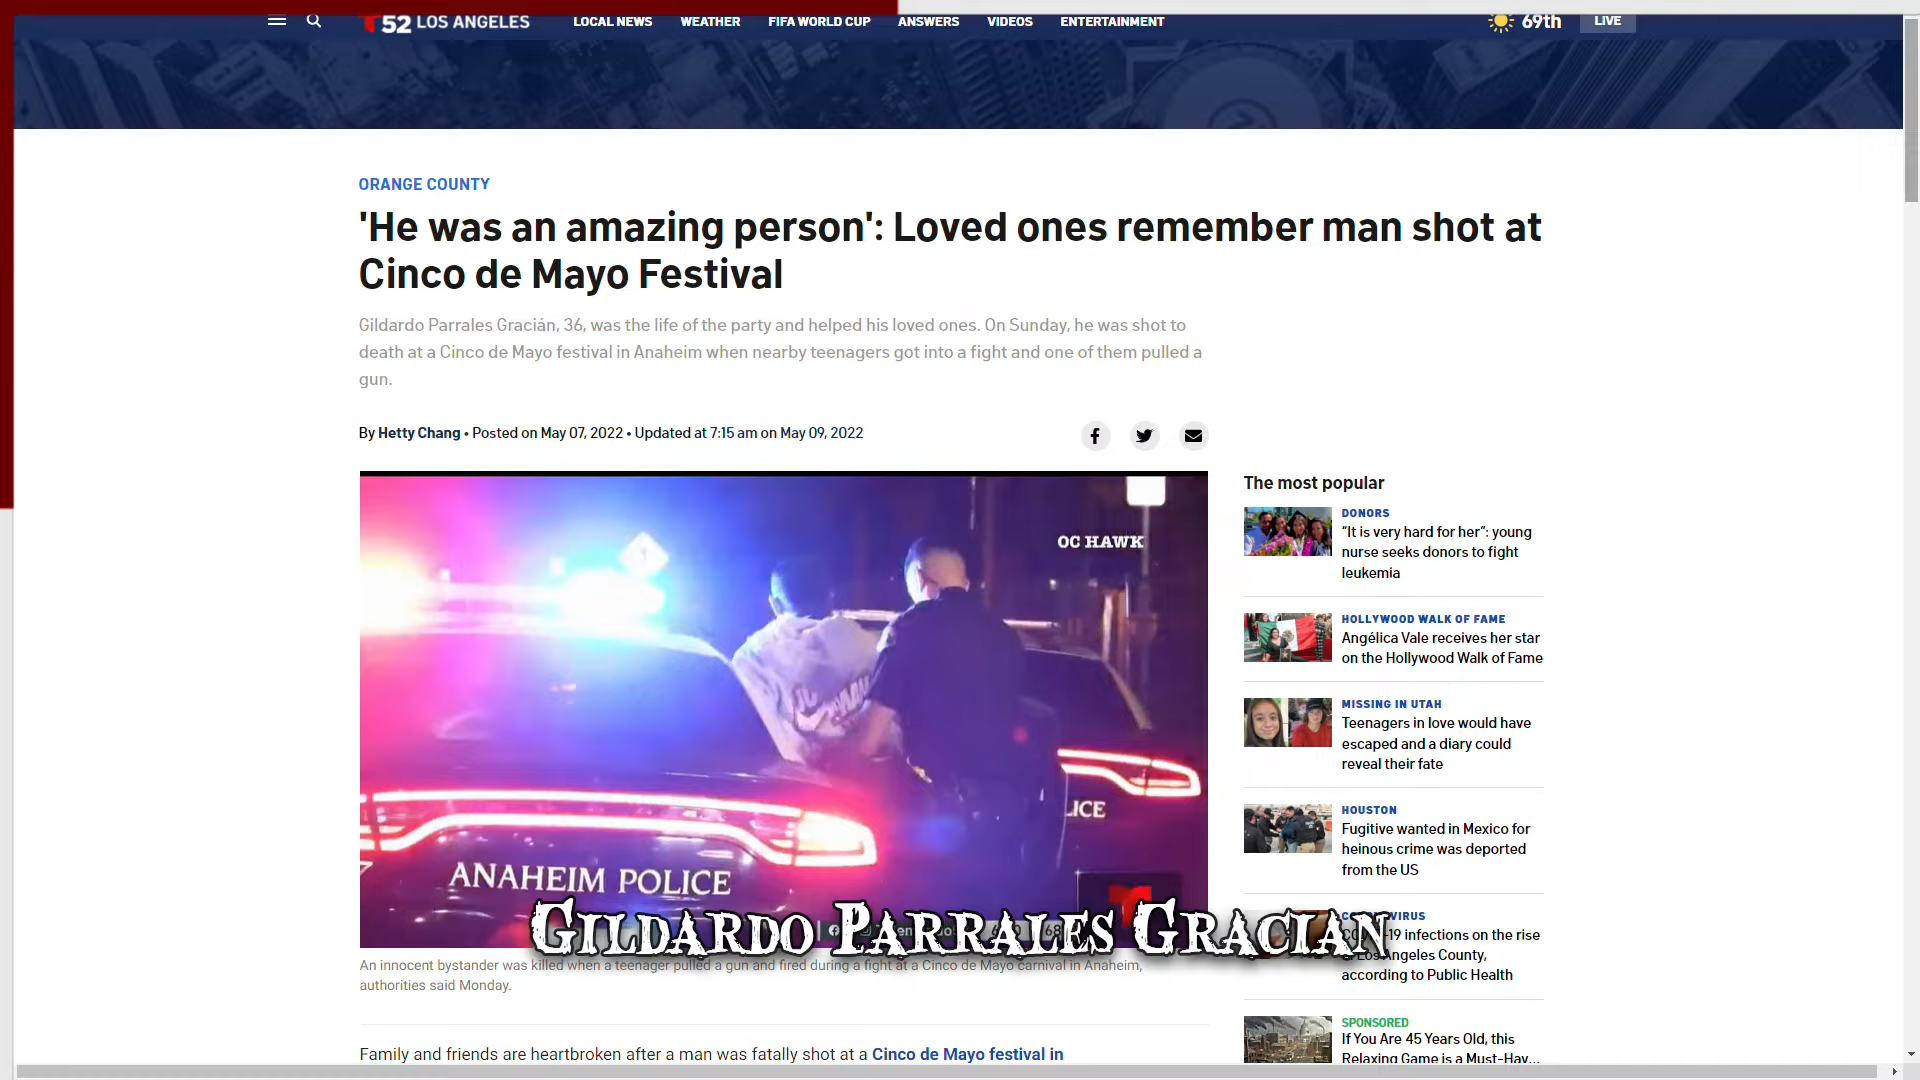 52 LOS ANGELES
LOCAL NEWS
WEATHER
FIFA WORLD CUP
ANSWERS
VIDEOS
ENTERTAINMENT
69th
LIVE
ORANGE COUNTY
'He was an amazing person': Loved ones remember man shot at
Cinco de Mayo Festival
Gildardo Parrales Gracián, 36, was the life of the party and helped his loved ones. On Sunday, he was shot to
death at a Cinco de Mayo festival in Anaheim when nearby teenagers got into a fight and one of them pulled a
gun.
By Hetty Chang • Posted on May 07, 2022 • Updated at 7:15 am on May 09, 2022
OC HAWK
ICE
ANAHEIM POLICE
GILDARDO PARRALES GRACIAN
An innocent bystander was killed when a teenager pulled a gun and fired during a fight at a Cinco de Mayo carnival in Anaheim,
authorities said Monday.
Family and friends are heartbroken after a man was fatally shot at a Cinco de Mayo festival in
The most popular
DONORS
“It is very hard for her”: young
nurse seeks donors to fight
leukemia
HOLLYWOOD WALK OF FAME
Angélica Vale receives her star
on the Hollywood Walk of Fame
MISSING IN UTAH
Teenagers in love would have
escaped and a diary could
reveal their fate
HOUSTON
Fugitive wanted in Mexico for
heinous crime was deported
from the US
-19 infections on the rise
Los Angeles County,
according to Public Health
SPONSORED
If You Are 45 Years Old, this
Relaxing Game is a Must-Hav...